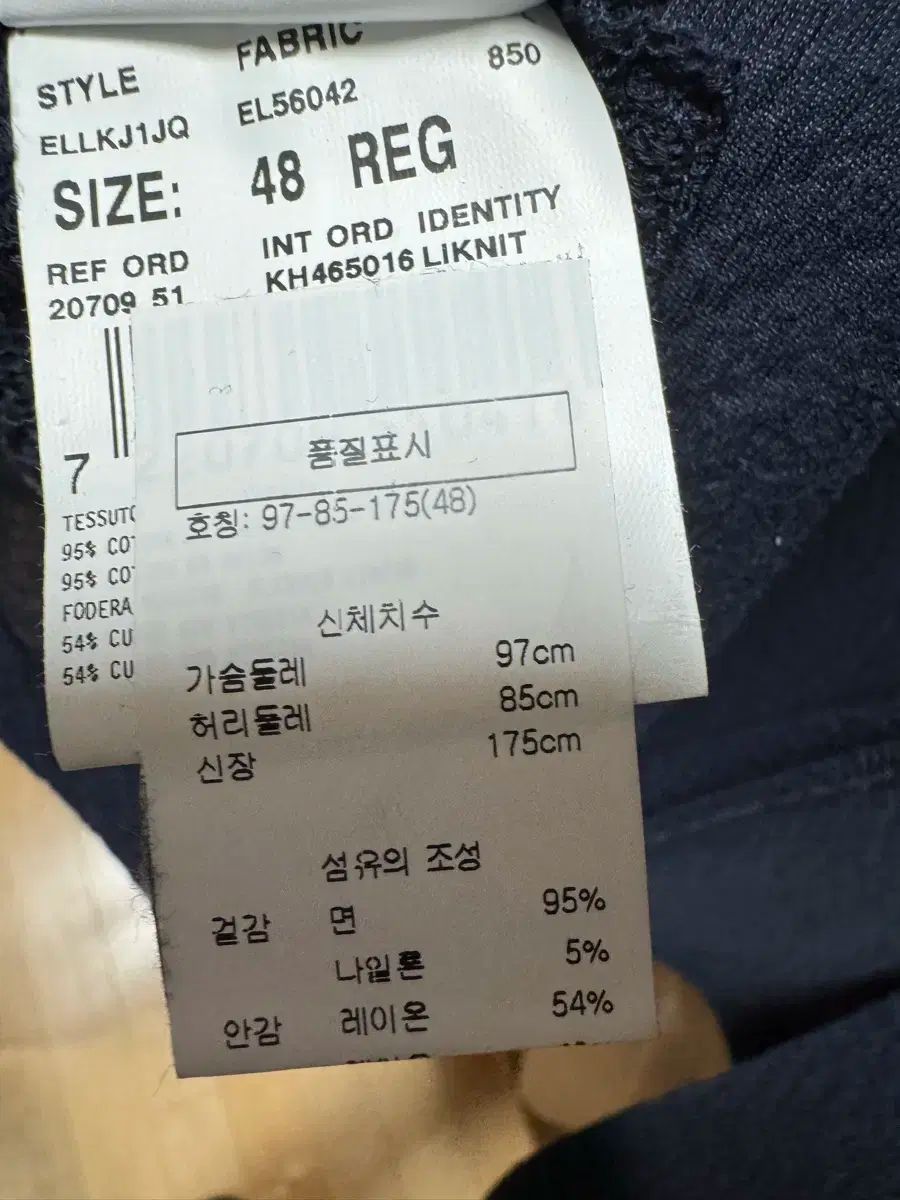 STYLE FABRIC 850
ELLKJ1JQ EL56042
SIZE: 48 REG
REF ORD INT ORD IDENTITY
20709 51 KH465016 LIKNIT
7
품질표시
호칭: 97-85-175(48)
신체치수
가슴둘레 97cm
허리둘레 85cm
신장 175cm
섬유의 조성
겉감 면 95%
나일론 5%
안감 레이온 54%
TESSUTO
95% CO
95% CO
FODERA
54% CU
54% CU